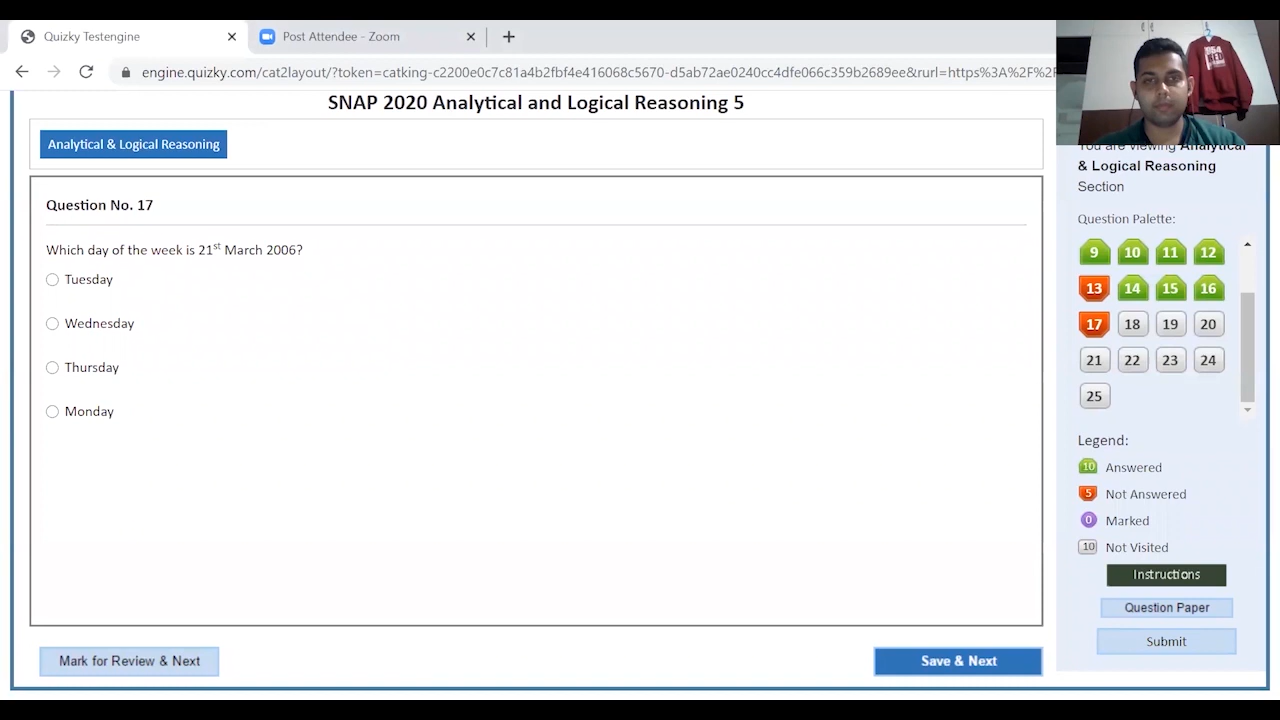 Quizky Testengine
Post Attendee - Zoom
engine.quizky.com/cat2layout/?token=catking-c2200e0c7c61a4b2fbf4e416068c5670-d5ab72ae0240cc4dfe066c359b2689ee&rurl=https%3A%2F%2F
SNAP 2020 Analytical and Logical Reasoning 5
Analytical & Logical Reasoning
You are viewing Analytical
& Logical Reasoning
Section
Question No. 17
Which day of the week is 21st March 2006?
Tuesday
Wednesday
Thursday
Monday
Question Palette:
9 10 11 12
13 14 15 16
17 18 19 20
21 22 23 24
25
Legend:
10 Answered
5 Not Answered
0 Marked
10 Not Visited
Instructions
Question Paper
Submit
Mark for Review & Next
Save & Next